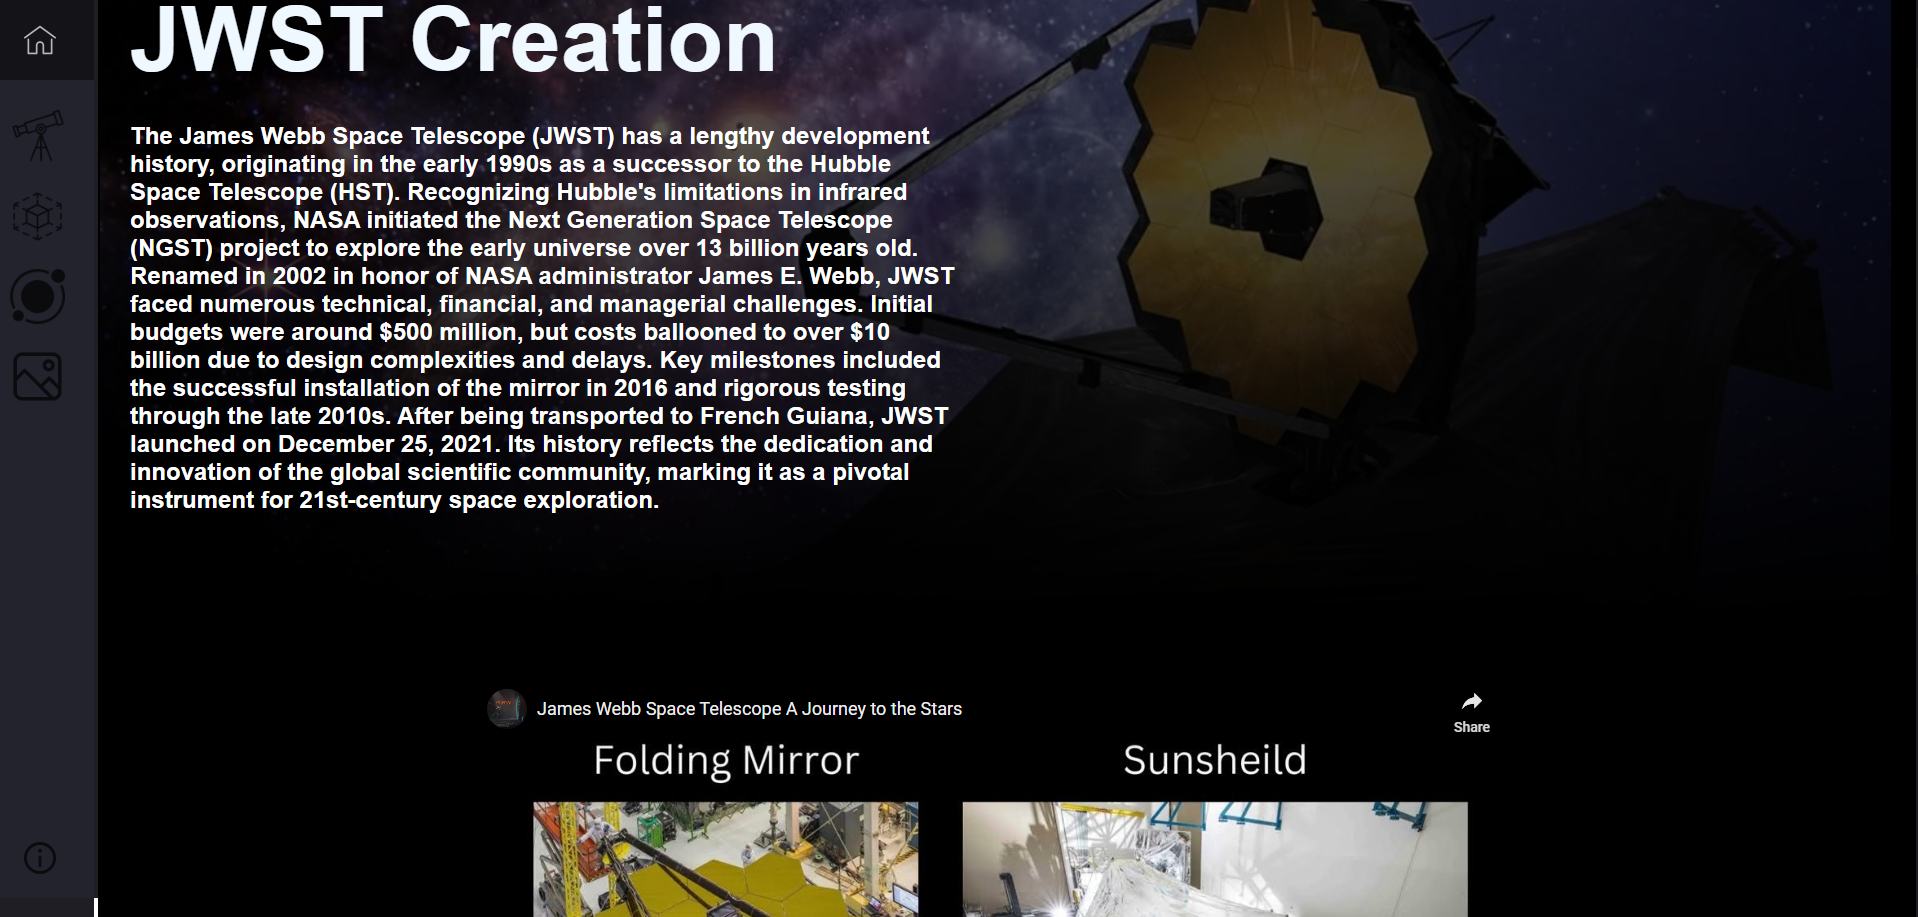 JWST Creation
The James Webb Space Telescope (JWST) has a lengthy development
history, originating in the early 1990s as a successor to the Hubble
Space Telescope (HST). Recognizing Hubble's limitations in infrared
observations, NASA initiated the Next Generation Space Telescope
(NGST) project to explore the early universe over 13 billion years old.
Renamed in 2002 in honor of NASA administrator James E. Webb, JWST
faced numerous technical, financial, and managerial challenges. Initial
budgets were around $500 million, but costs ballooned to over $10
billion due to design complexities and delays. Key milestones included
the successful installation of the mirror in 2016 and rigorous testing
through the late 2010s. After being transported to French Guiana, JWST
launched on December 25, 2021. Its history reflects the dedication and
innovation of the global scientific community, marking it as a pivotal
instrument for 21st-century space exploration.
James Webb Space Telescope A Journey to the Stars
Share
Folding Mirror
Sunsheild